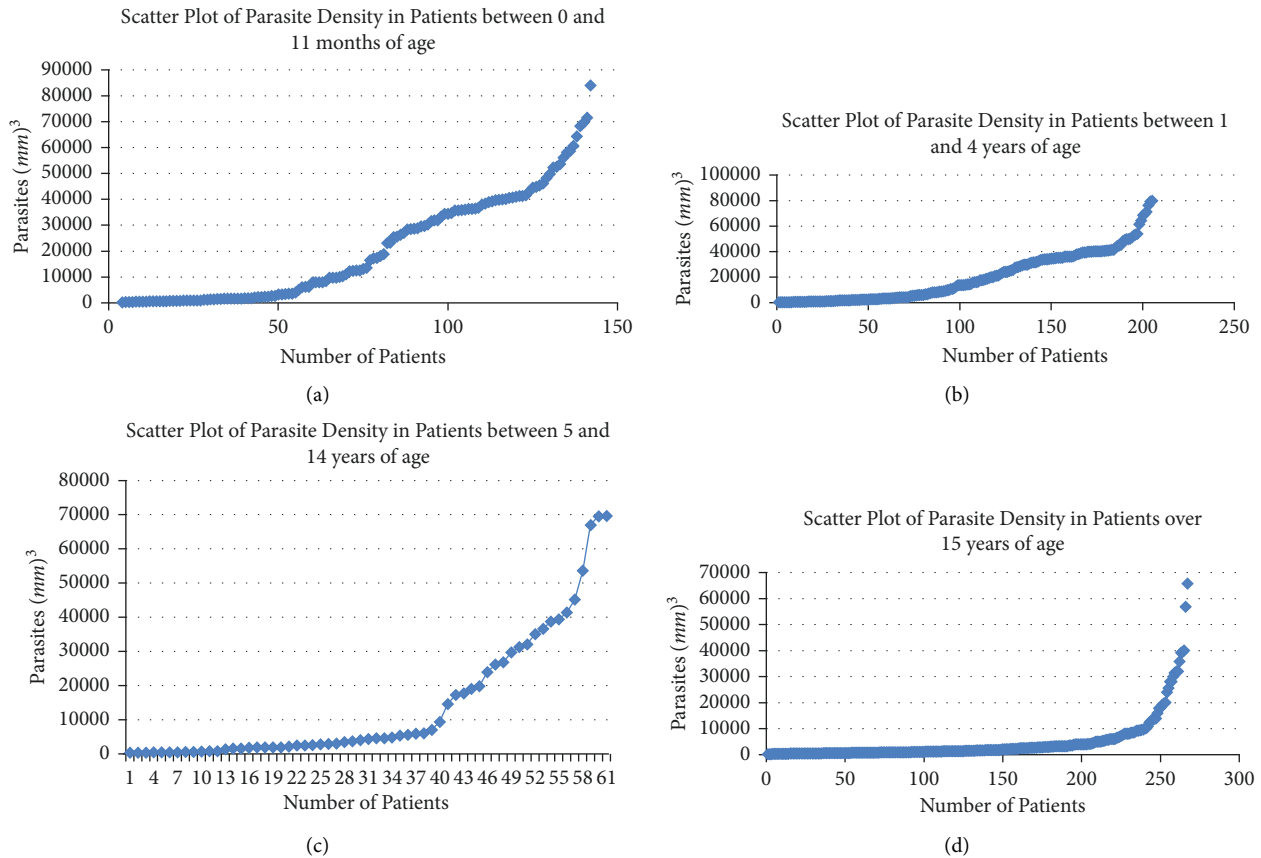 Scatter Plot of Parasite Density in Patients between 0 and
11 months of age
90000
80000
70000
60000
50000
40000
30000
20000
10000
0
Parasites (mm)³
0 50 100 150
Number of Patients
(a)
Scatter Plot of Parasite Density in Patients between 1
and 4 years of age
100000
80000
60000
40000
20000
0
Parasites (mm)³
0 50 100 150 200 250
Number of Patients
(b)
Scatter Plot of Parasite Density in Patients between 5 and
14 years of age
80000
70000
60000
50000
40000
30000
20000
10000
0
Parasites (mm)³
1 4 7 10 13 16 19 22 25 28 31 34 37 40 43 46 49 52 55 58 61
Number of Patients
(c)
Scatter Plot of Parasite Density in Patients over
15 years of age
70000
60000
50000
40000
30000
20000
10000
0
Parasites (mm)³
0 50 100 150 200 250 300
Number of Patients
(d)